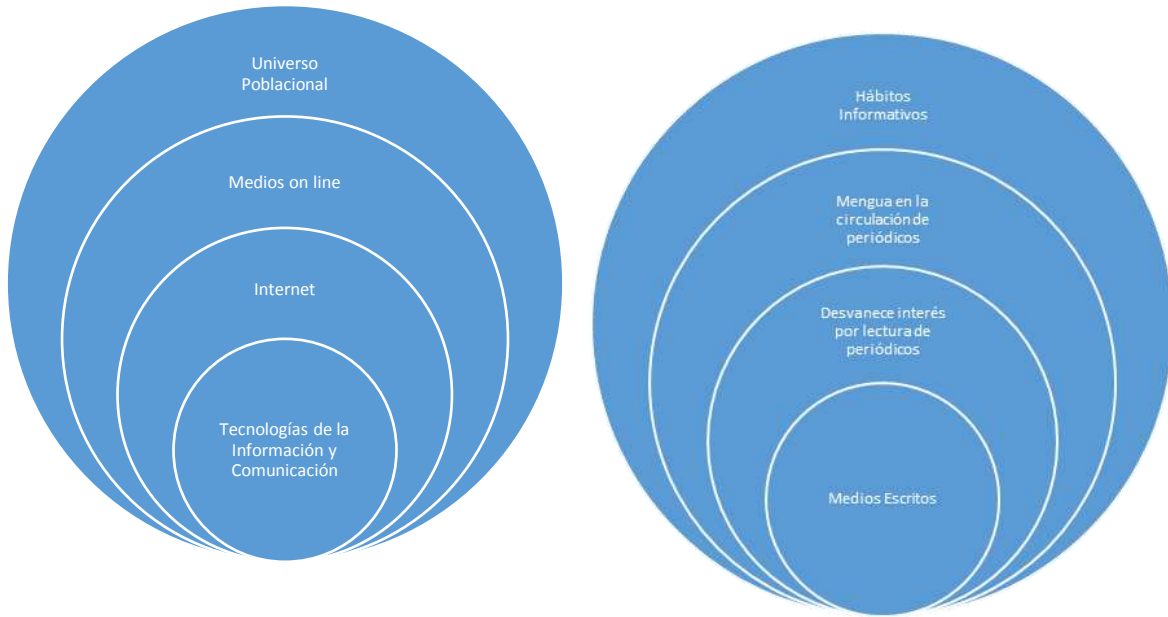 Universo
Poblacional
Medios on line
Internet
Tecnologías de la
Información y
Comunicación
Hábitos
Informativos
Mengua en la
circulación de
periódicos
Desvanece interés
por lectura de
periódicos
Medios Escritos